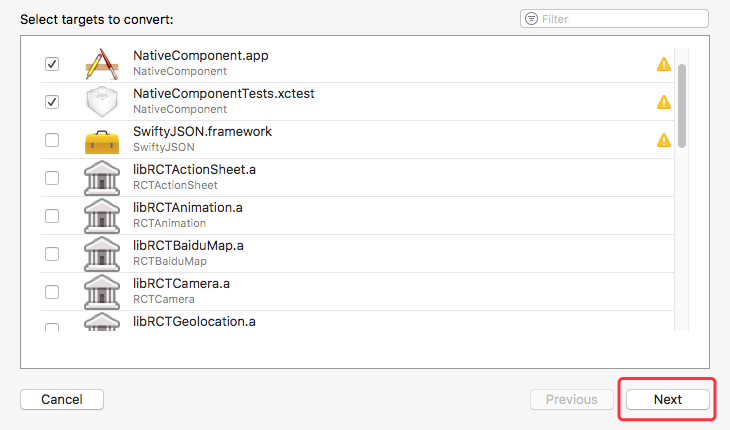 Select targets to convert:
Filter
NativeComponent.app
NativeComponent
NativeComponentTests.xctest
NativeComponent
SwiftyJSON.framework
SwiftyJSON
libRCTActionSheet.a
RCTActionSheet
libRCTAnimation.a
RCTAnimation
libRCTBaiduMap.a
RCTBaiduMap
libRCTCamera.a
RCTCamera
libRCTGeolocation.a
Cancel
Previous
Next